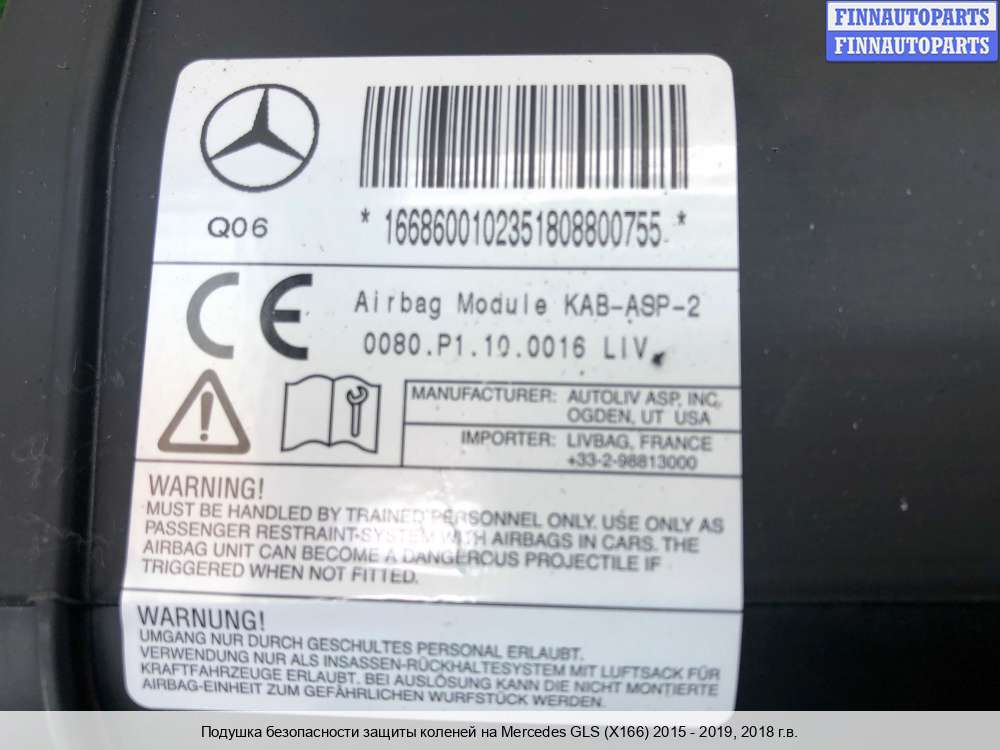 FINNAUTOPARTS
FINNAUTOPARTS
Q06
* 1668600102351808800755 *
CE
Airbag Module KAB-ASP-2
0080.P1.10.0016 LIV
MANUFACTURER: AUTOLIV ASP, INC,
OGDEN, UT USA
IMPORTER: LIVBAG, FRANCE
+33-2-98813000
WARNING!
MUST BE HANDLED BY TRAINED PERSONNEL ONLY. USE ONLY AS
PASSENGER RESTRAINT-SYSTEM WITH AIRBAGS IN CARS. THE
AIRBAG UNIT CAN BECOME A DANGEROUS PROJECTILE IF
TRIGGERED WHEN NOT FITTED.
WARNUNG!
UMGANG NUR DURCH GESCHULTES PERSONAL ERLAUBT.
VERWENDUNG NUR ALS INSASSEN-RÜCKHALTESYSTEM MIT LUFTSACK FÜR
KRAFTFAHRZEUGE ERLAUBT. BEI AUSLÖSUNG KANN DIE NICHT MONTIERTE
AIRBAG-EINHEIT ZUM GEFÄHRLICHEN WURFSTÜCK WERDEN.
Подушка безопасности защиты коленей на Mercedes GLS (X166) 2015 - 2019, 2018 г.в.